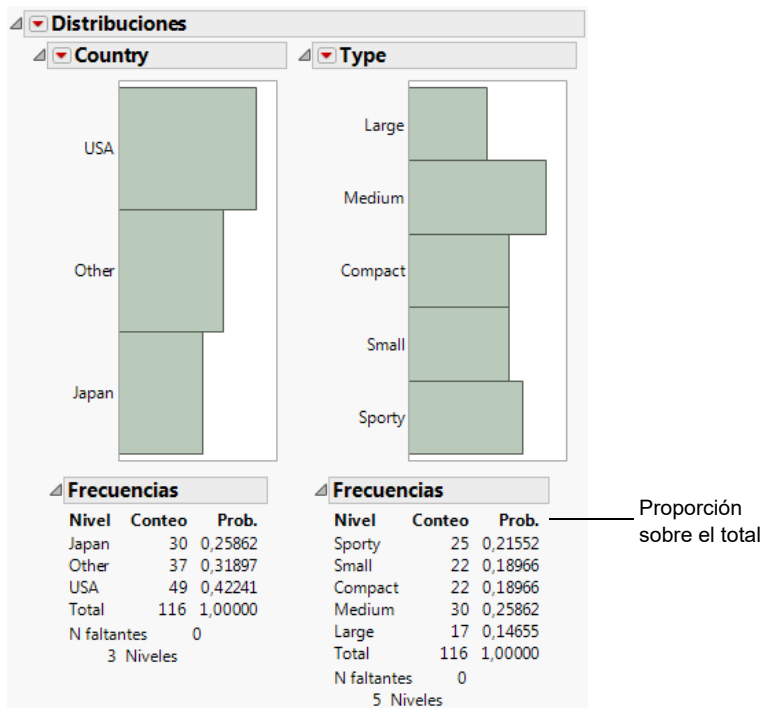 Distribuciones
Country
USA
Other
Japan
Frecuencias
Nivel Conteo Prob.
Japan 30 0,25862
Other 37 0,31897
USA 49 0,42241
Total 116 1,00000
N faltantes 0
3 Niveles
Type
Large
Medium
Compact
Small
Sporty
Frecuencias
Nivel Conteo Prob.
Sporty 25 0,21552
Small 22 0,18966
Compact 22 0,18966
Medium 30 0,25862
Large 17 0,14655
Total 116 1,00000
N faltantes 0
5 Niveles
Proporción
sobre el total